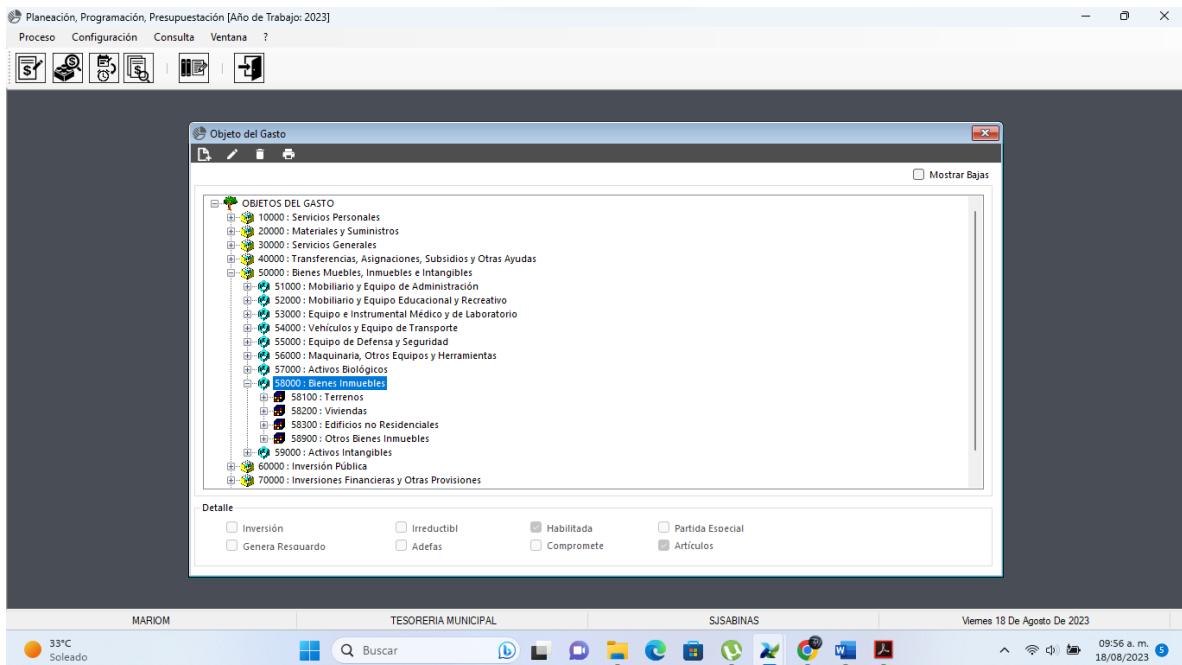 Planeación, Programación, Presupuestación [Año de Trabajo: 2023]
Proceso Configuración Consulta Ventana ?
Objeto del Gasto
Mostrar Bajas
OBJETOS DEL GASTO
10000 : Servicios Personales
20000 : Materiales y Suministros
30000 : Servicios Generales
40000 : Transferencias, Asignaciones, Subsidios y Otras Ayudas
50000 : Bienes Muebles, Inmuebles e Intangibles
51000 : Mobiliario y Equipo de Administración
52000 : Mobiliario y Equipo Educacional y Recreativo
53000 : Equipo e Instrumental Médico y de Laboratorio
54000 : Vehículos y Equipo de Transporte
55000 : Equipo de Defensa y Seguridad
56000 : Maquinaria, Otros Equipos y Herramientas
57000 : Activos Biológicos
58000 : Bienes Inmuebles
58100 : Terrenos
58200 : Viviendas
58300 : Edificios no Residenciales
58900 : Otros Bienes Inmuebles
59000 : Activos Intangibles
60000 : Inversión Pública
70000 : Inversiones Financieras y Otras Provisiones
Detalle
Inversión Irreductibl Habilitada Partida Especial
Genera Resguardo Adefas Compromete Artículos
MARIOM TESORERIA MUNICIPAL SJSABINAS Viernes 18 De Agosto De 2023
33°C
Soleado
Buscar
09:56 a. m.
18/08/2023
5